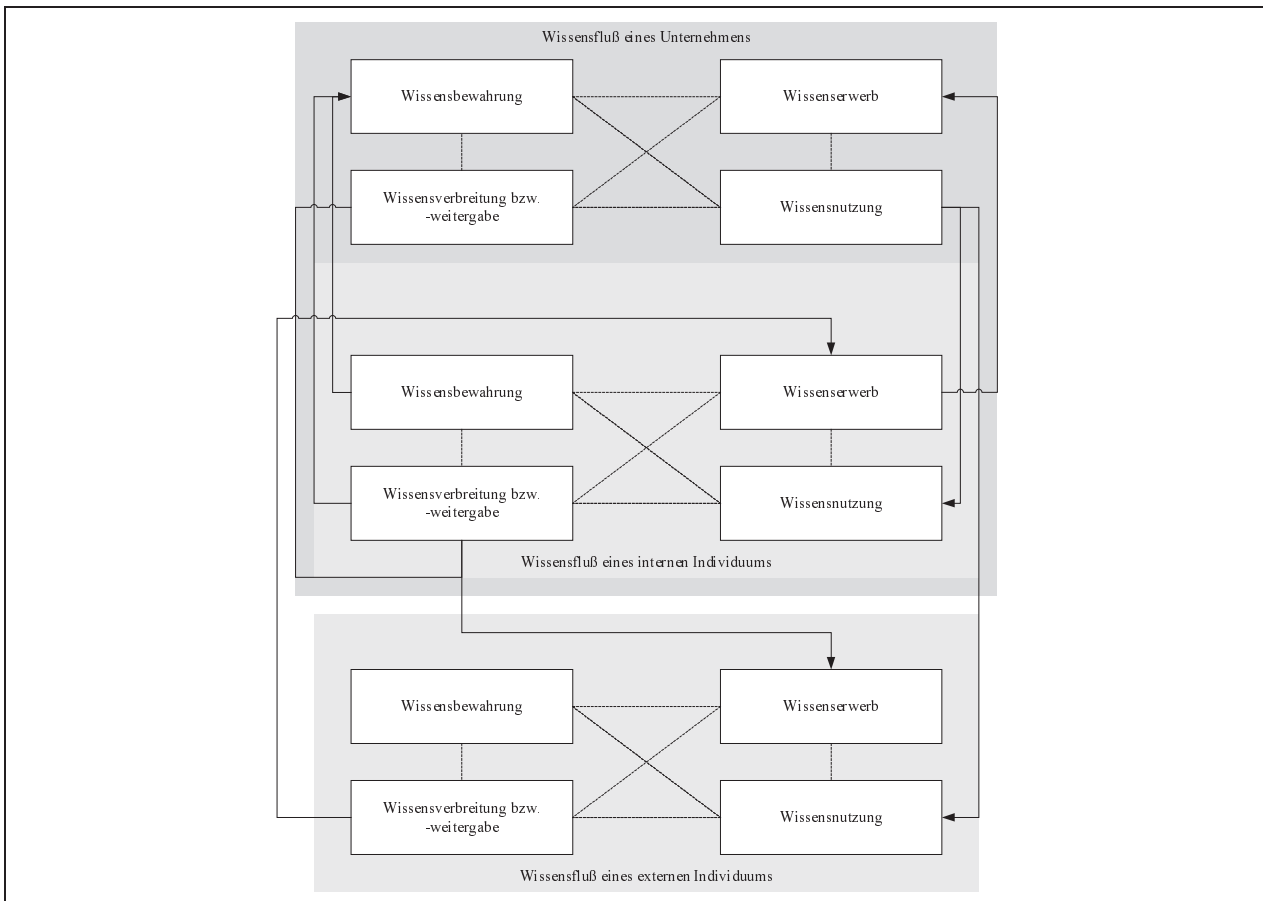 Wissensfluß eines Unternehmens
Wissensbewahrung
Wissenserwerb
Wissensverbreitung bzw.
-weitergabe
Wissensnutzung
Wissensbewahrung
Wissenserwerb
Wissensverbreitung bzw.
-weitergabe
Wissensnutzung
Wissensfluß eines internen Individuums
Wissensbewahrung
Wissenserwerb
Wissensverbreitung bzw.
-weitergabe
Wissensnutzung
Wissensfluß eines externen Individuums